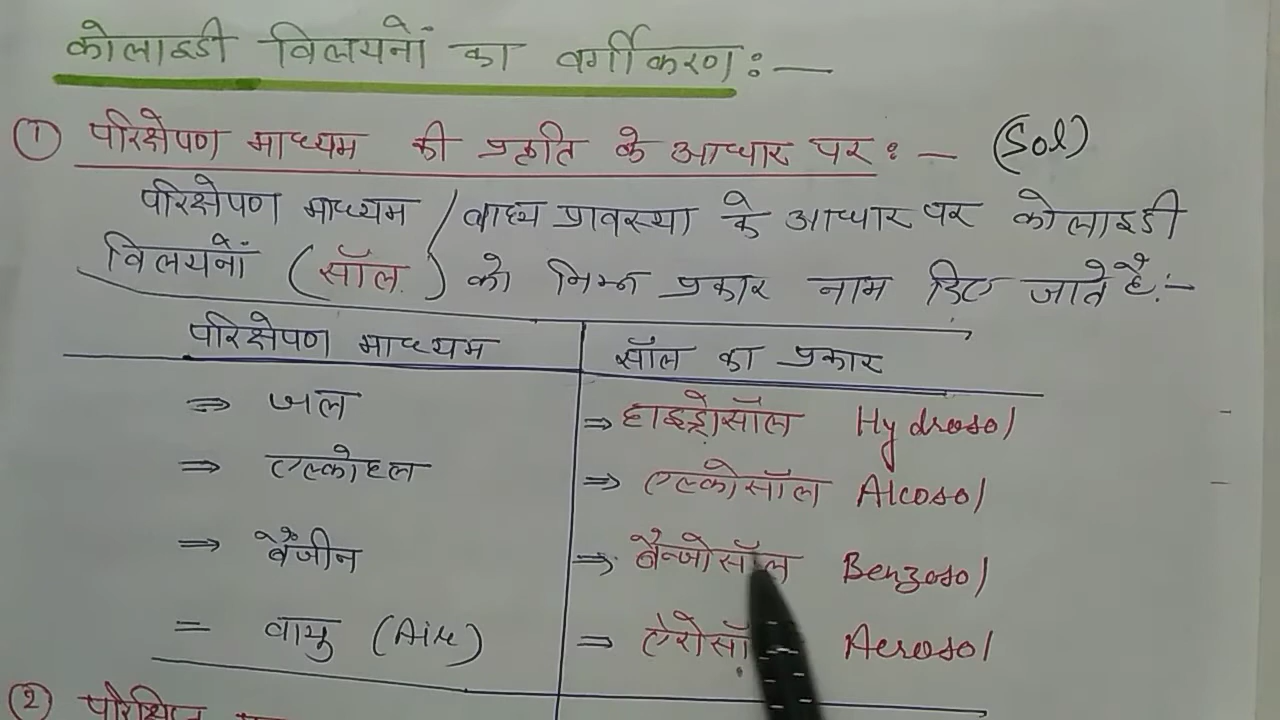 कोलाइडी विलयनों का वर्गीकरण :—
① परिक्षेपण माध्यम की प्रकृति के आधार पर :— (Sol)
परिक्षेपण माध्यम / वाध्य प्रावस्था के आधार पर कोलाइडी
विलयनों (सॉल) को निम्न प्रकार नाम दिए जाते है :—
परिक्षेपण माध्यम सॉल का प्रकार
⇒ जल ⇒ हाइड्रोसॉल Hydrosol
⇒ एल्कोहल ⇒ एल्कोसॉल Alcosol
⇒ बैंजीन ⇒ बैन्जोसॉल Benzosol
= वायु (Air) ⇒ ऐरोसॉ Aerosol
②